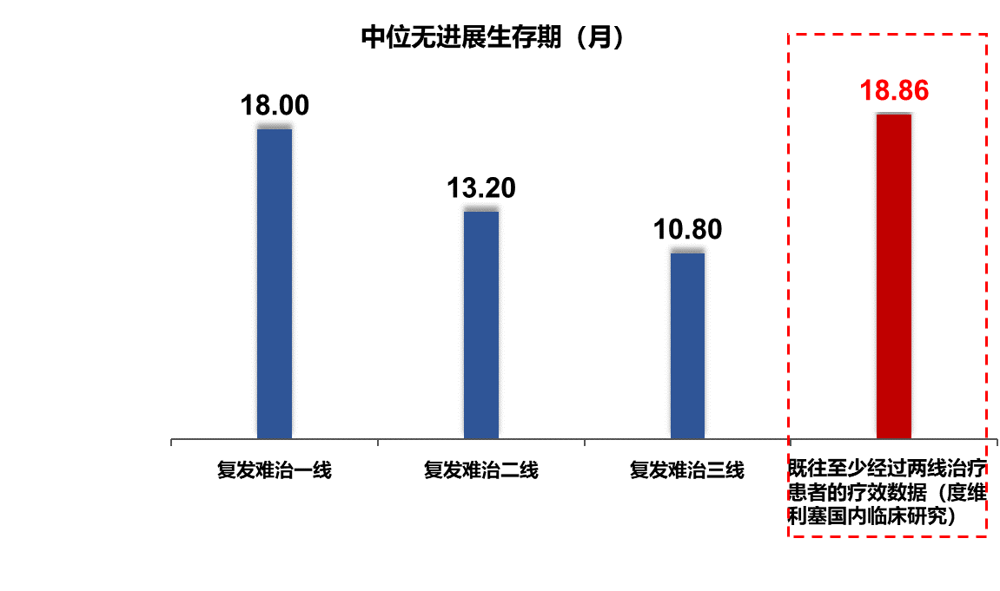 中位无进展生存期（月）
18.00
13.20
10.80
18.86
复发难治一线
复发难治二线
复发难治三线
既往至少经过两线治疗
患者的疗效数据（度维
利塞国内临床研究）